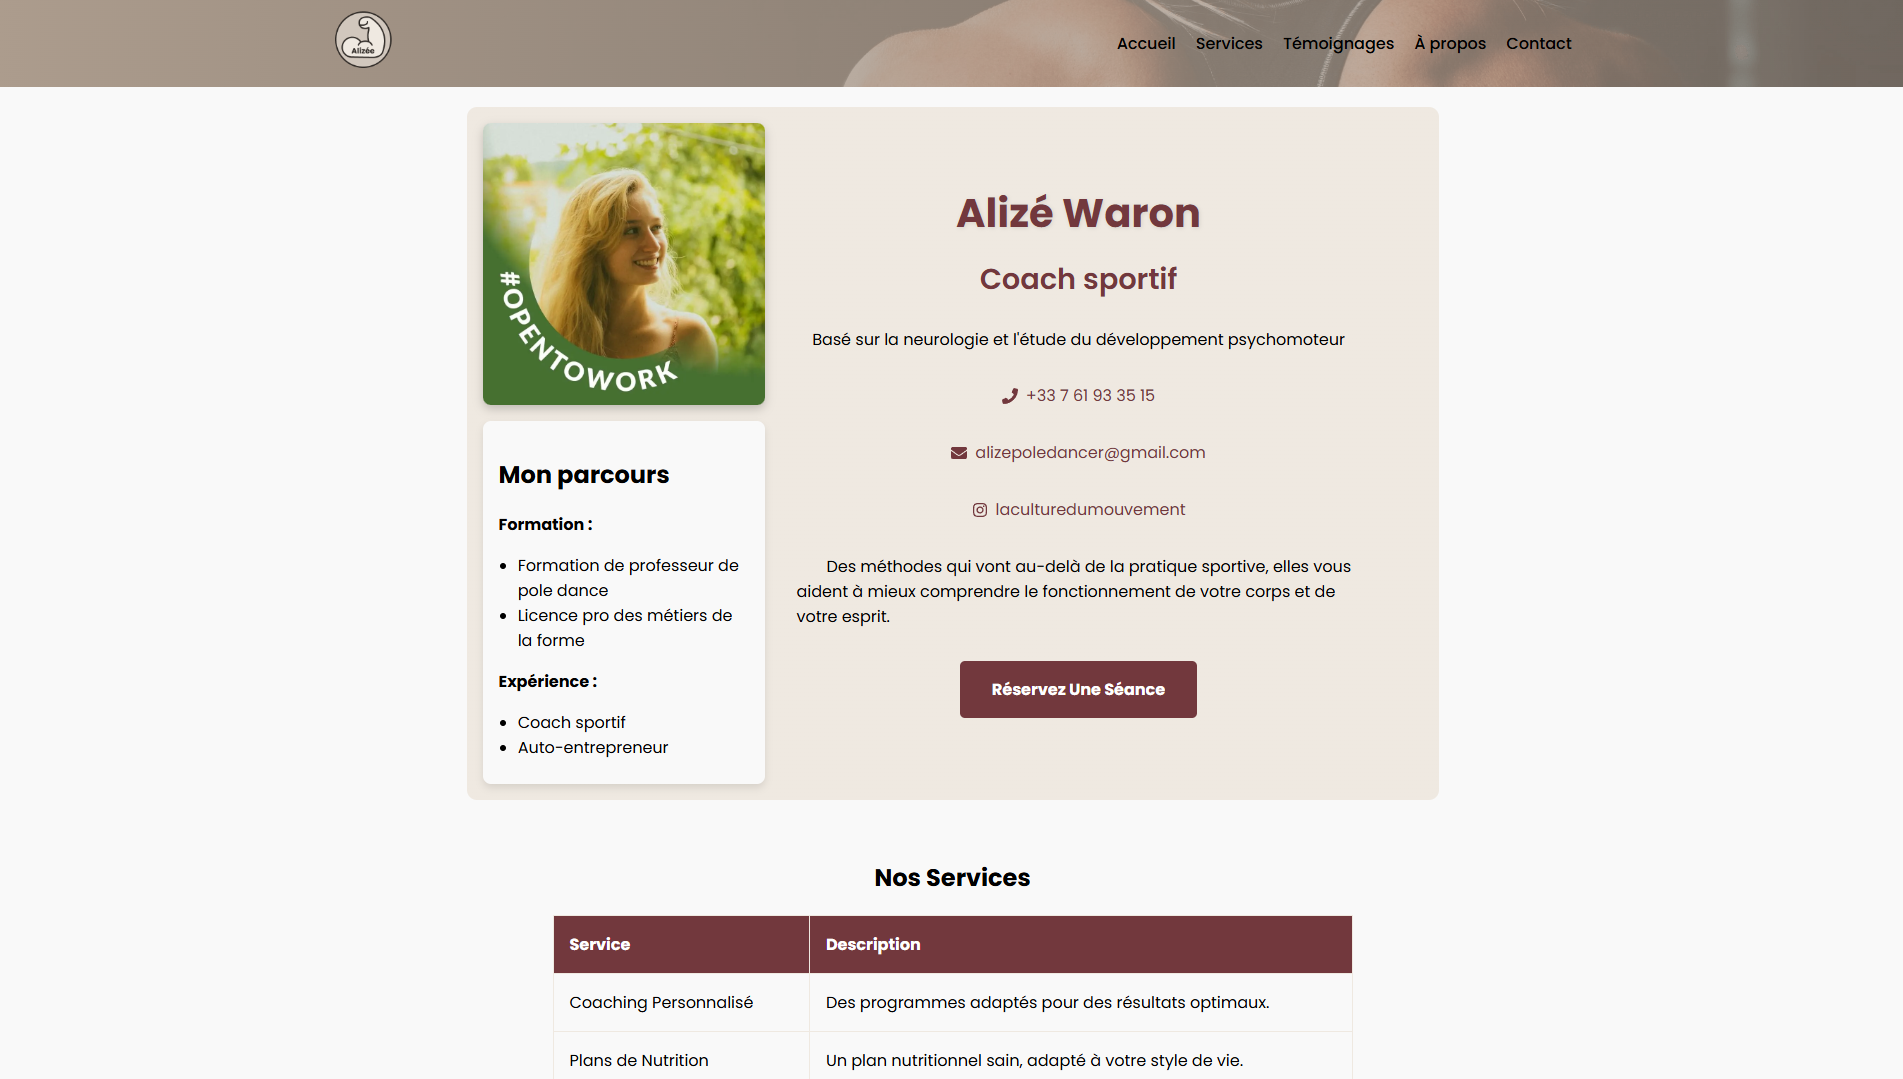 Alizée
Accueil Services Témoignages À propos Contact
#OPENTOWORK
Mon parcours
Formation :
Formation de professeur de
pole dance
Licence pro des métiers de
la forme
Expérience :
Coach sportif
Auto-entrepreneur
Alizé Waron
Coach sportif
Basé sur la neurologie et l'étude du développement psychomoteur
+33 7 61 93 35 15
alizepoledancer@gmail.com
laculturedumouvement
Des méthodes qui vont au-delà de la pratique sportive, elles vous
aident à mieux comprendre le fonctionnement de votre corps et de
votre esprit.
Réservez Une Séance
Nos Services
Service Description
Coaching Personnalisé Des programmes adaptés pour des résultats optimaux.
Plans de Nutrition Un plan nutritionnel sain, adapté à votre style de vie.